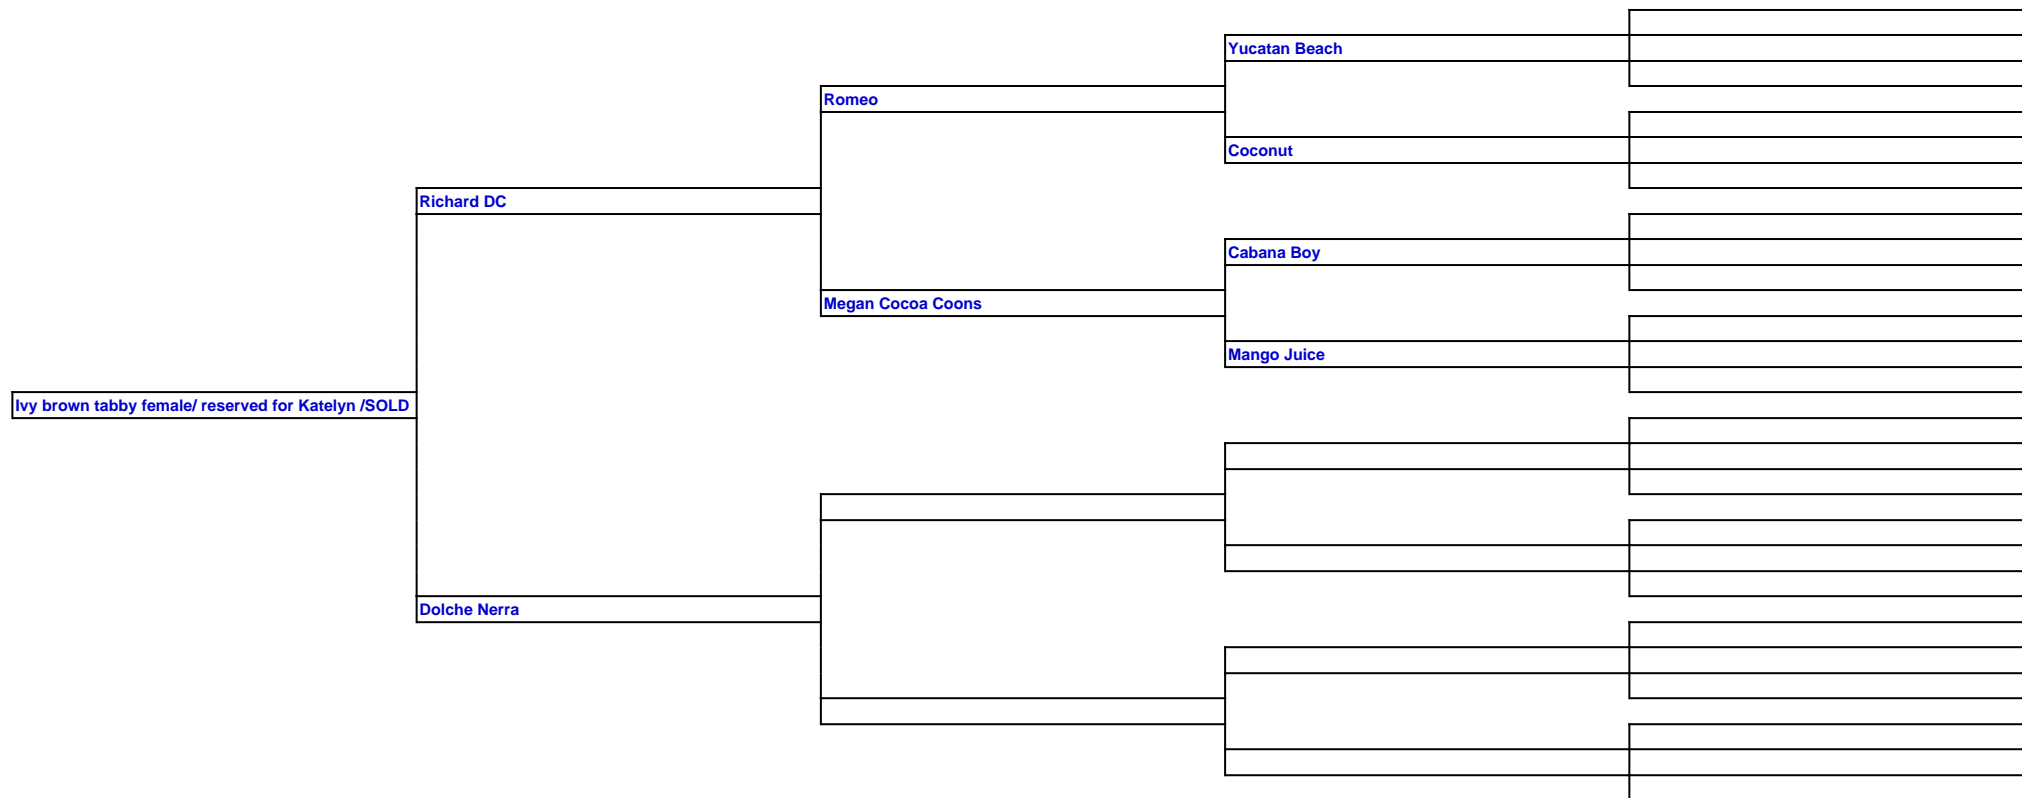 Yucatan Beach
Romeo
Coconut
Richard DC
Cabana Boy
Megan Cocoa Coons
Mango Juice
Ivy brown tabby female/ reserved for Katelyn /SOLD
Dolche Nerra